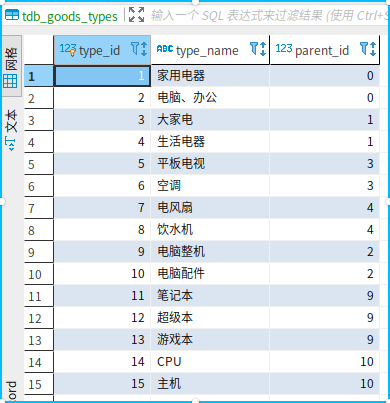 tdb_goods_types 输入一个 SQL 表达式来过滤结果 (使用 Ctrl+S
网格
文本
ord
123 type_id ABC type_name 123 parent_id
1 1 家用电器 0
2 2 电脑、办公 0
3 3 大家电 1
4 4 生活电器 1
5 5 平板电视 3
6 6 空调 3
7 7 电风扇 4
8 8 饮水机 4
9 9 电脑整机 2
10 10 电脑配件 2
11 11 笔记本 9
12 12 超级本 9
13 13 游戏本 9
14 14 CPU 10
15 15 主机 10